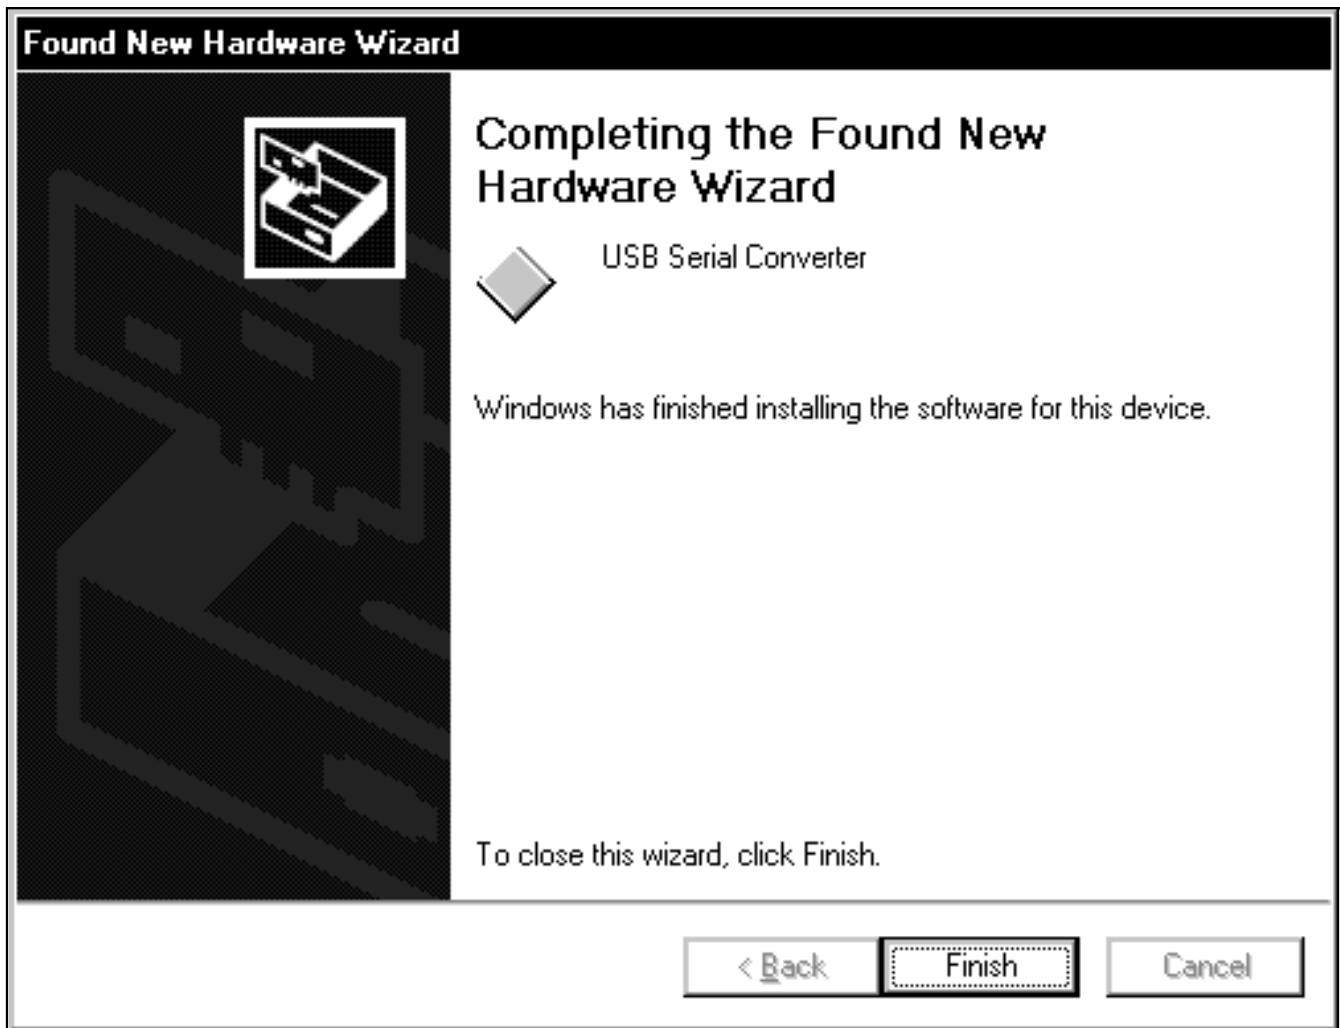 Found New Hardware Wizard
Completing the Found New
Hardware Wizard
USB Serial Converter
Windows has finished installing the software for this device.
To close this wizard, click Finish.
< Back
Finish
Cancel